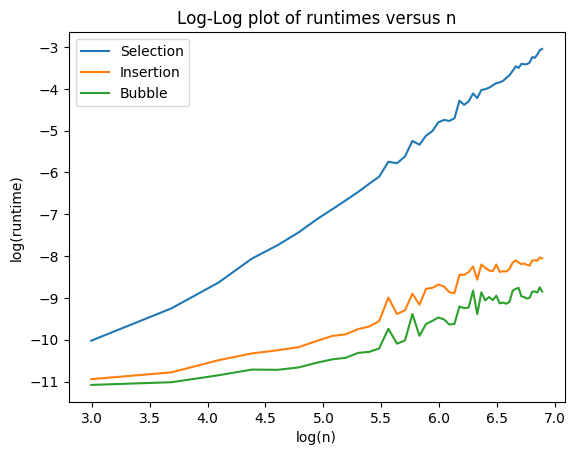 Log-Log plot of runtimes versus n
Selection
Insertion
Bubble
log(runtime)
−3
−4
−5
−6
−7
−8
−9
−10
−11
3.0 3.5 4.0 4.5 5.0 5.5 6.0 6.5 7.0
log(n)